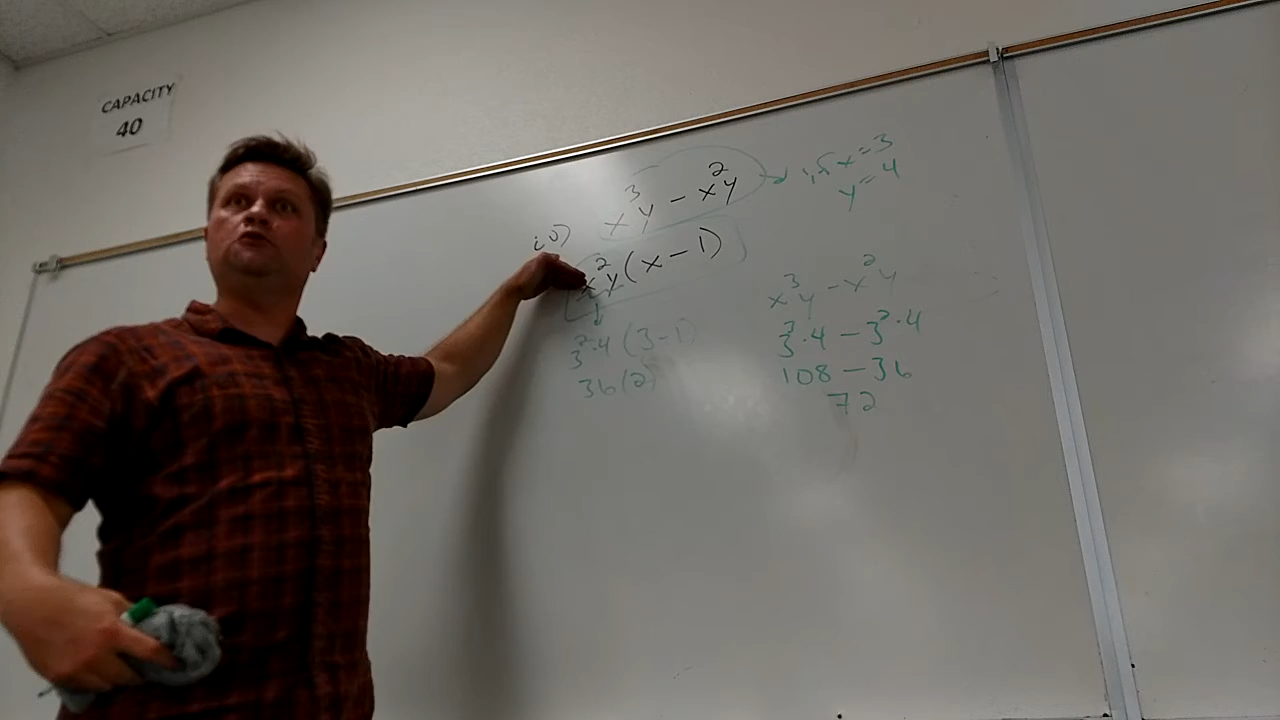 CAPACITY
40
x³y - x²y
if x=3
y=4
x²y(x-1)
3²·4(3-1)
36(2)
x³y - x²y
3³·4 - 3²·4
108 - 36
72